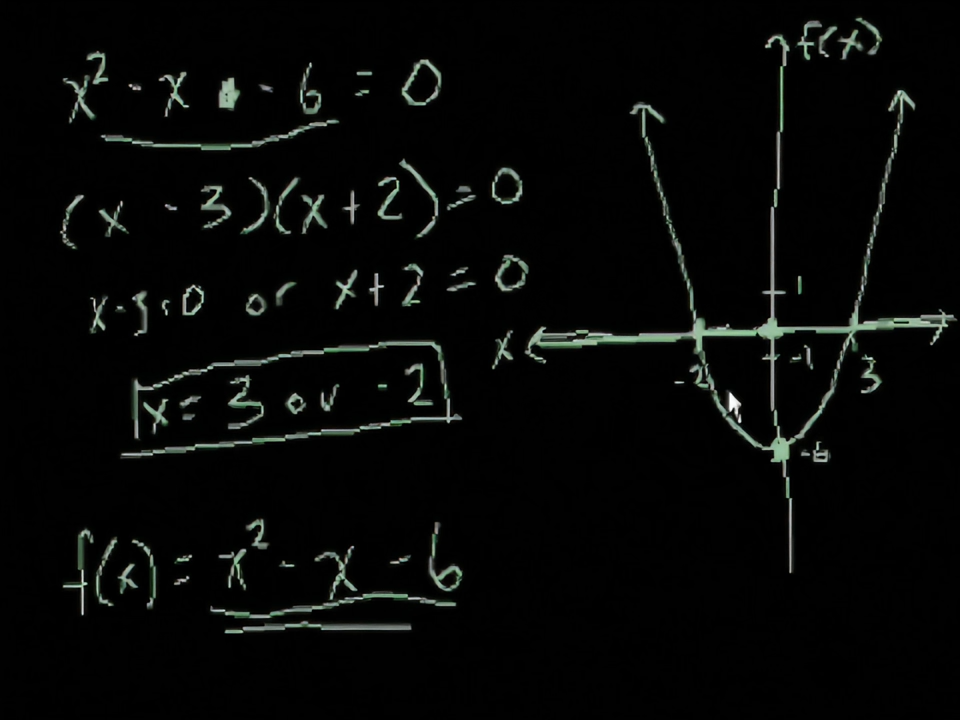 x² - x - 6 = 0
(x - 3)(x + 2) = 0
x - 3 = 0 or x + 2 = 0
x = 3 or -2
f(x) = x² - x - 6
f(x)
1
x
-1
-2
3
-6